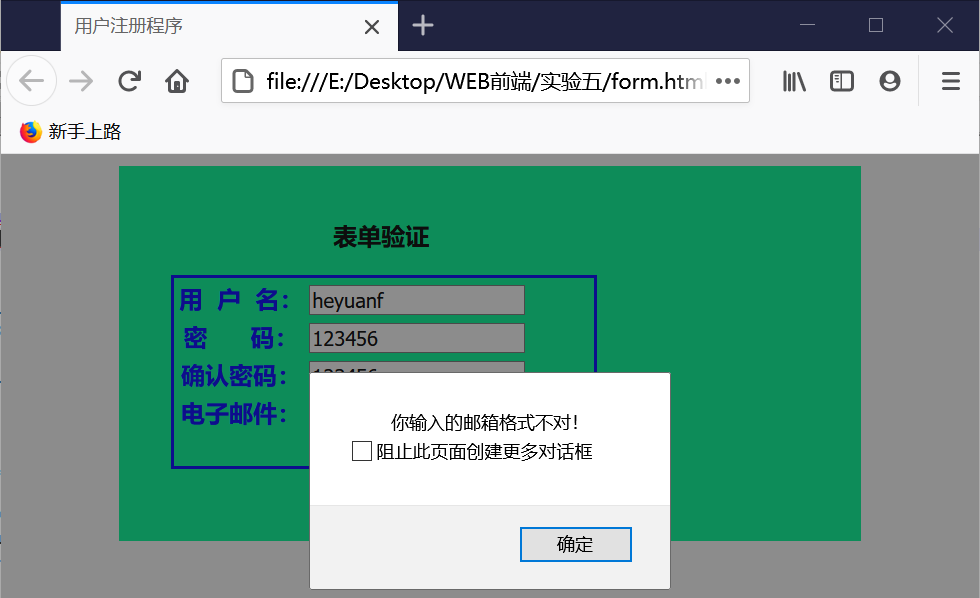 用户注册程序
file:///E:/Desktop/WEB前端/实验五/form.htm
新手上路
表单验证
用 户 名： heyuanf
密 码： 123456
确认密码： 123456
电子邮件：
你输入的邮箱格式不对！
阻止此页面创建更多对话框
确定